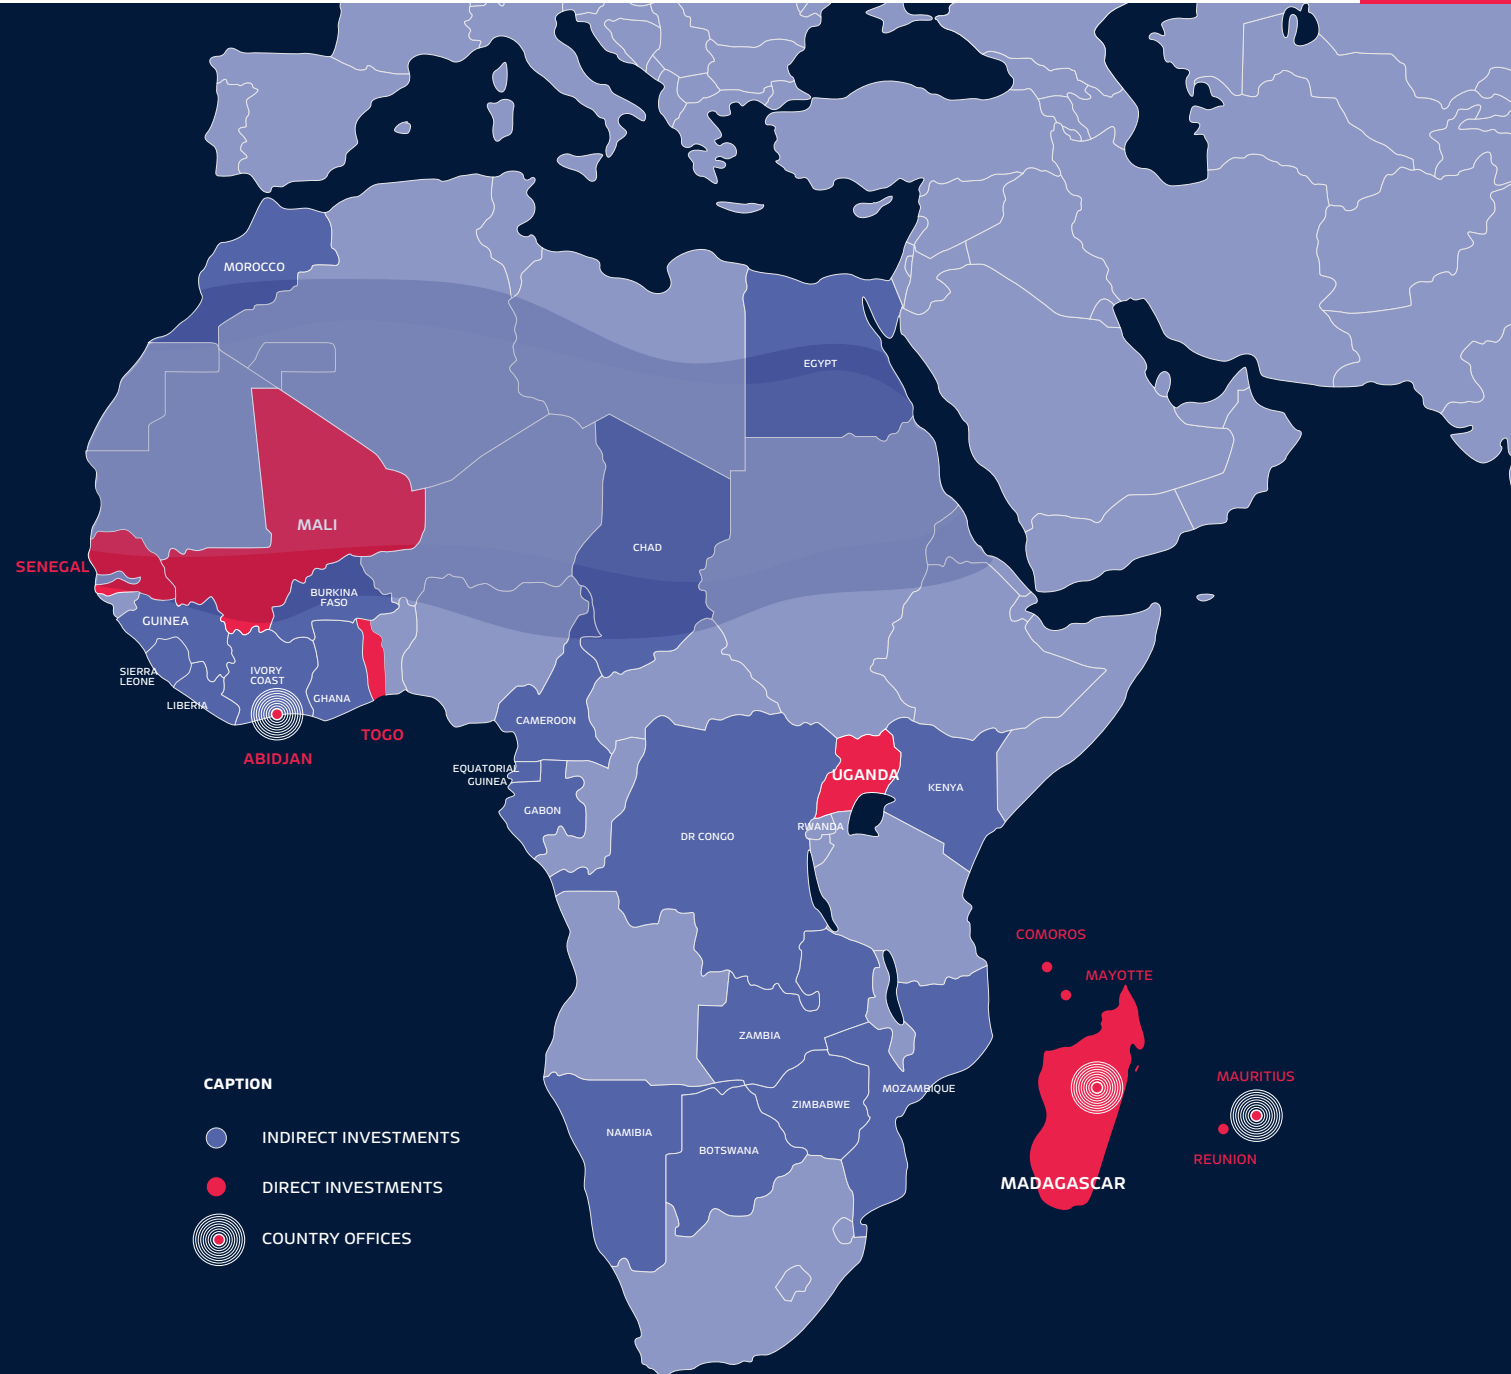 MOROCCO
EGYPT
MALI
CHAD
SENEGAL
BURKINA
FASO
GUINEA
SIERRA
LEONE
IVORY
COAST
GHANA
LIBERIA
CAMEROON
TOGO
ABIDJAN
EQUATORIAL
GUINEA
UGANDA
KENYA
GABON
RWANDA
DR CONGO
COMOROS
MAYOTTE
ZAMBIA
MAURITIUS
MOZAMBIQUE
ZIMBABWE
NAMIBIA
BOTSWANA
REUNION
MADAGASCAR
CAPTION
INDIRECT INVESTMENTS
DIRECT INVESTMENTS
COUNTRY OFFICES